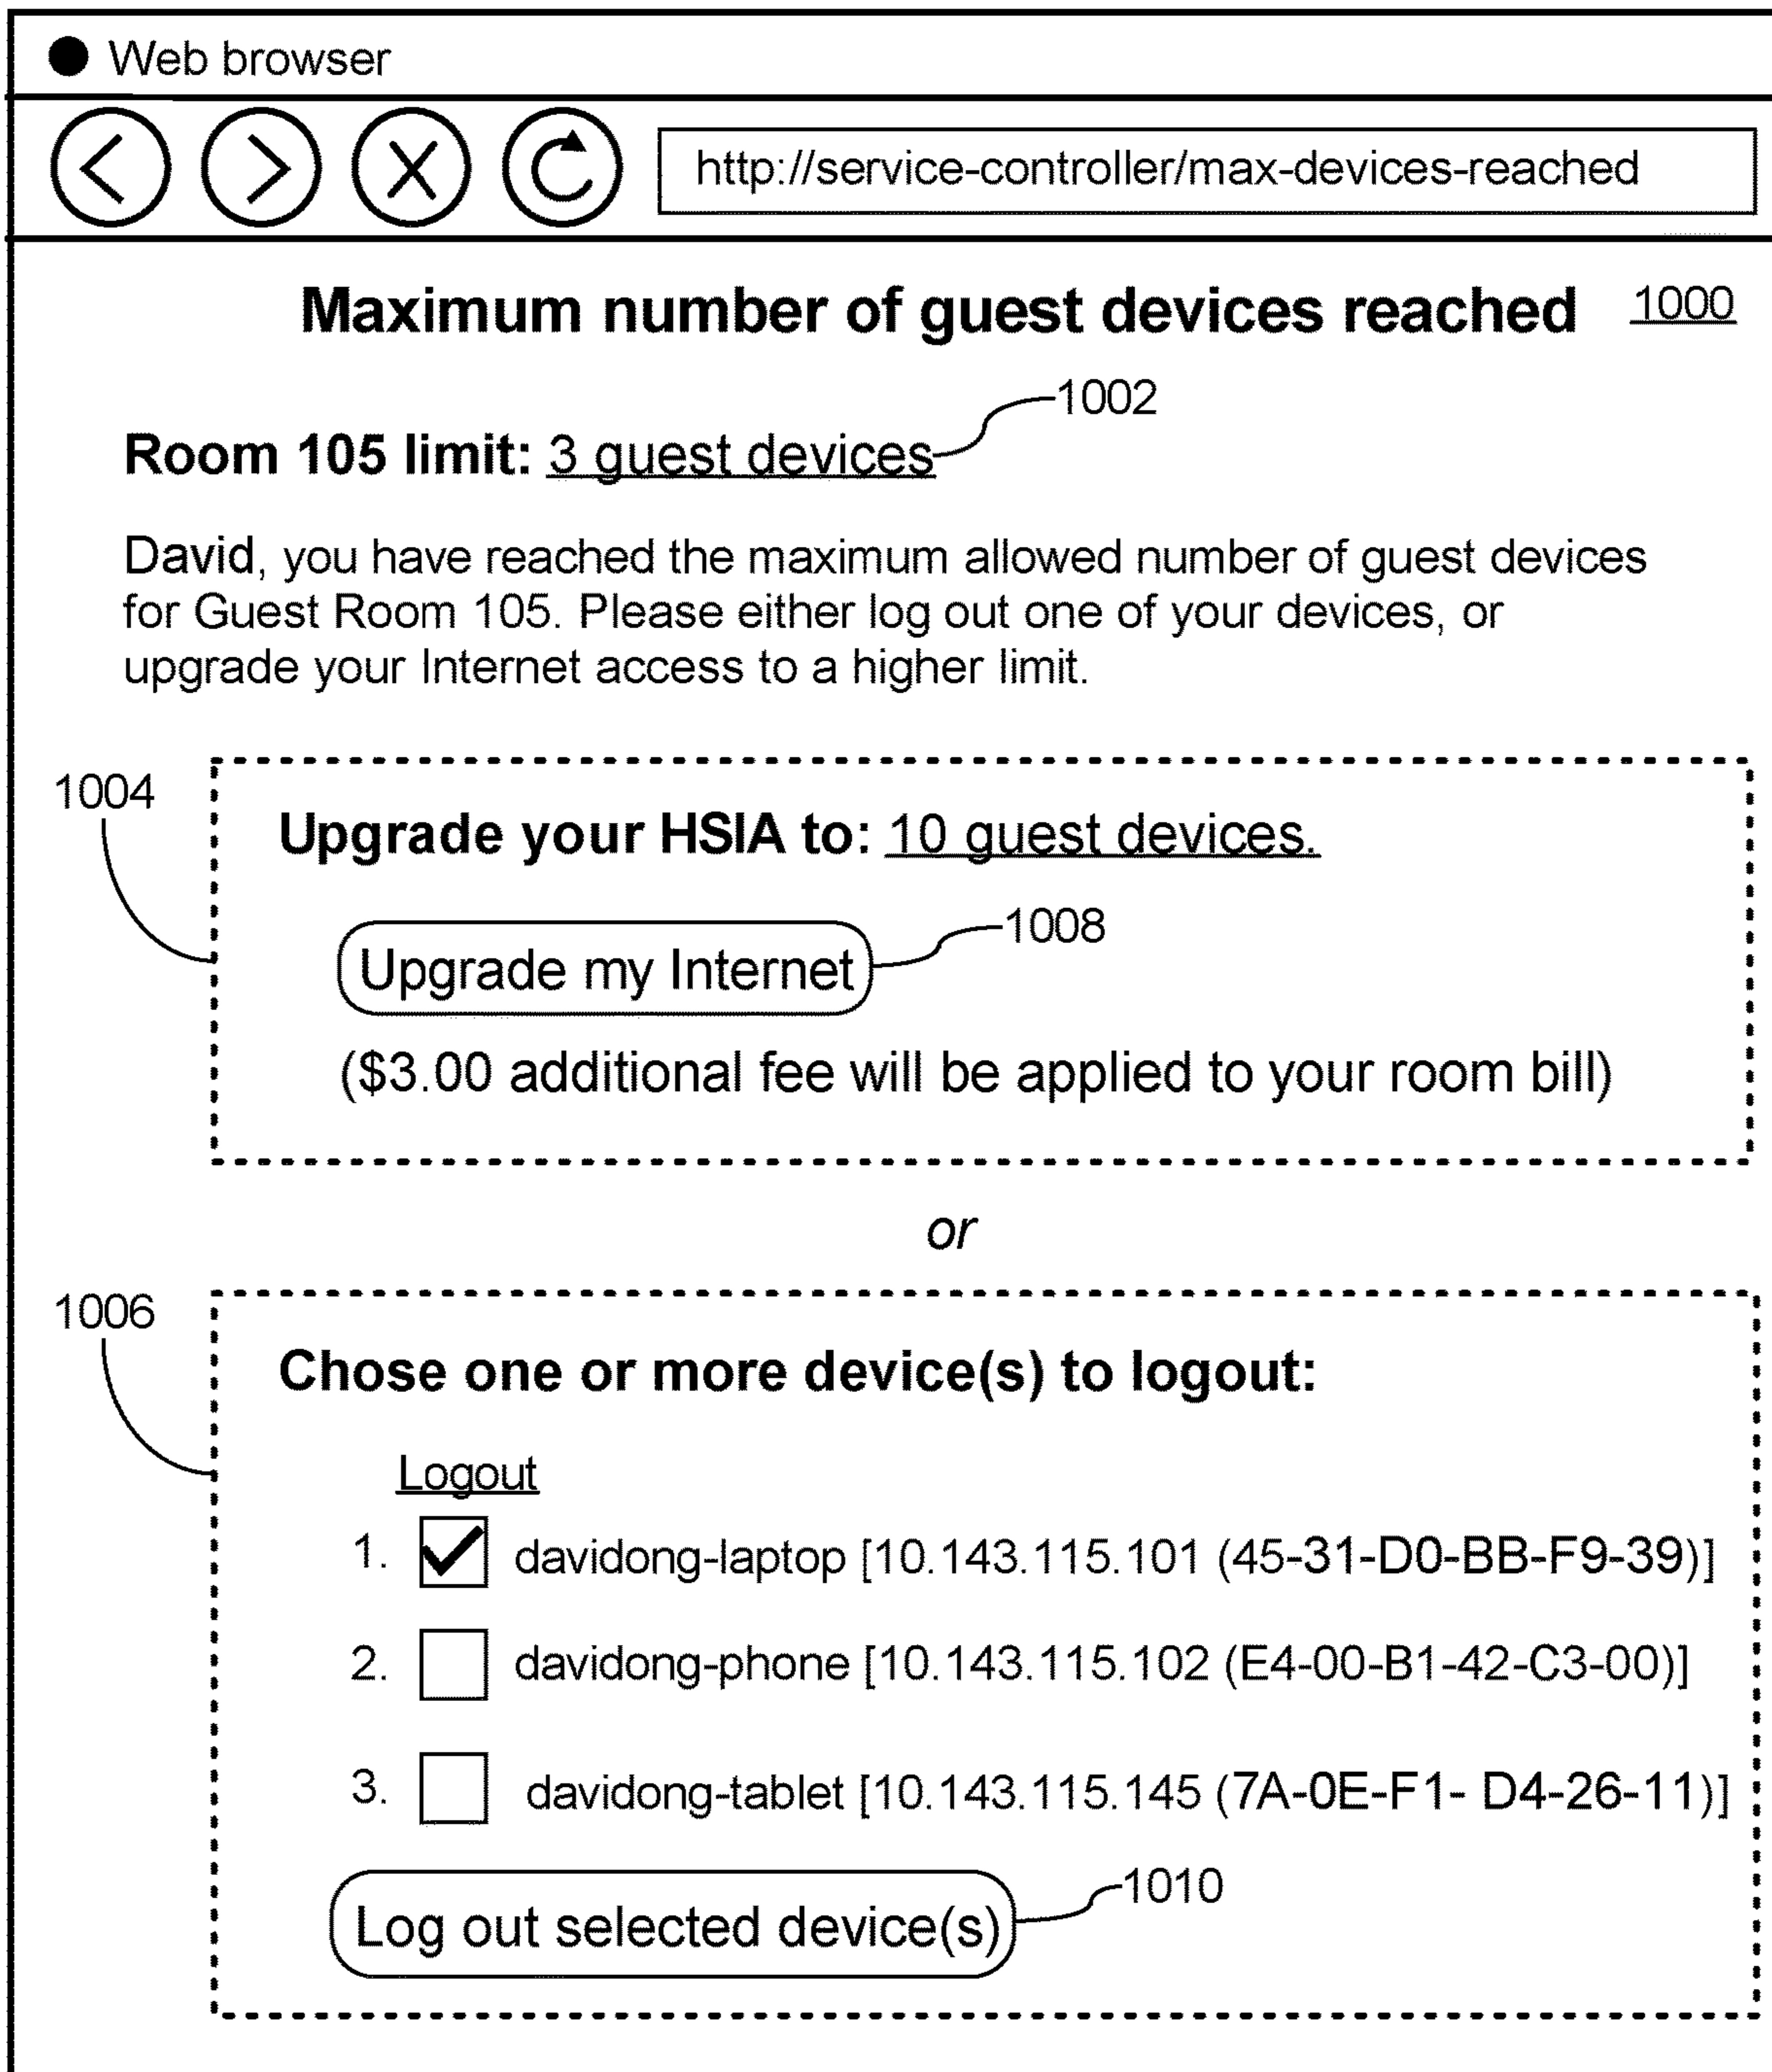 Web browser
http://service-controller/max-devices-reached
Maximum number of guest devices reached 1000
1002
Room 105 limit: 3 guest devices
David, you have reached the maximum allowed number of guest devices
for Guest Room 105. Please either log out one of your devices, or
upgrade your Internet access to a higher limit.
1004
Upgrade your HSIA to: 10 guest devices.
1008
Upgrade my Internet
($3.00 additional fee will be applied to your room bill)
or
1006
Chose one or more device(s) to logout:
Logout
1. davidong-laptop [10.143.115.101 (45-31-D0-BB-F9-39)]
2. davidong-phone [10.143.115.102 (E4-00-B1-42-C3-00)]
3. davidong-tablet [10.143.115.145 (7A-0E-F1- D4-26-11)]
1010
Log out selected device(s)